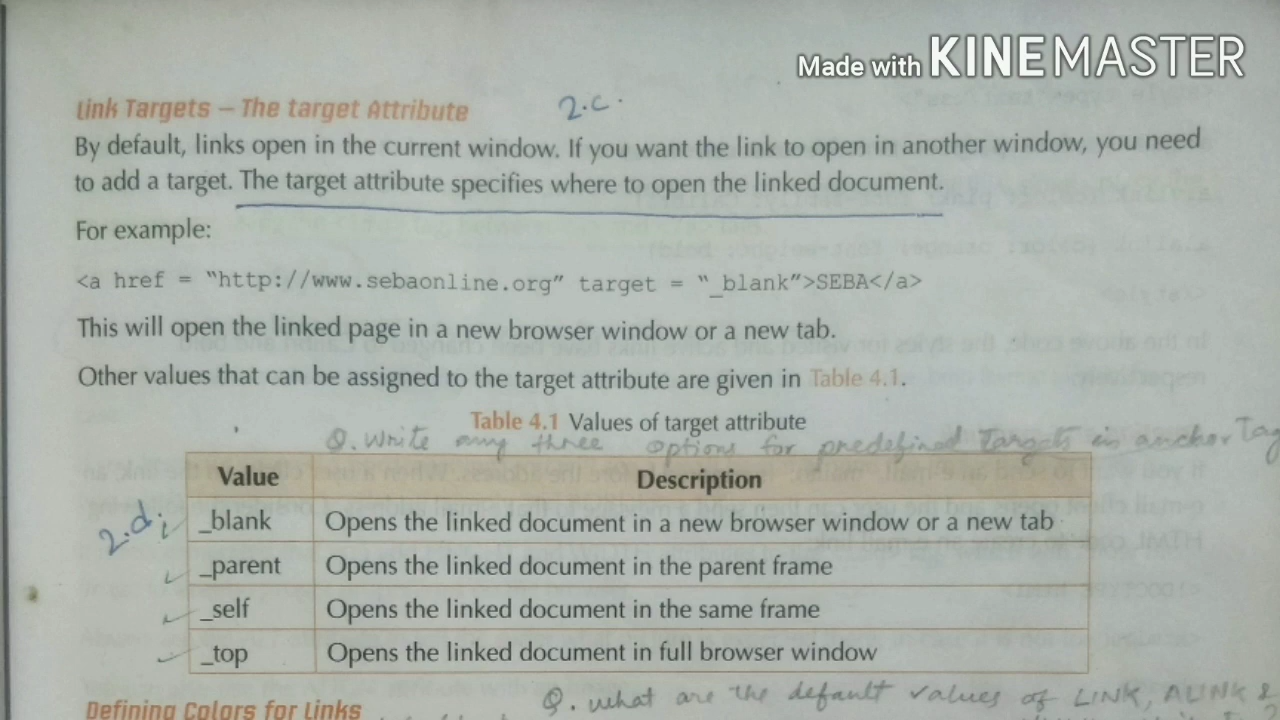 Made with KINEMASTER
Link Targets – The target Attribute 2.c.
By default, links open in the current window. If you want the link to open in another window, you need
to add a target. The target attribute specifies where to open the linked document.
For example:
<a href = "http://www.sebaonline.org" target = "_blank">SEBA</a>
This will open the linked page in a new browser window or a new tab.
Other values that can be assigned to the target attribute are given in Table 4.1.
Table 4.1 Values of target attribute
Q. Write any three options for predefined Targets in anchor Tag
Value Description
2.d. _blank Opens the linked document in a new browser window or a new tab
_parent Opens the linked document in the parent frame
_self Opens the linked document in the same frame
_top Opens the linked document in full browser window
Q. what are the default values of LINK, ALINK &
Defining Colors for Links